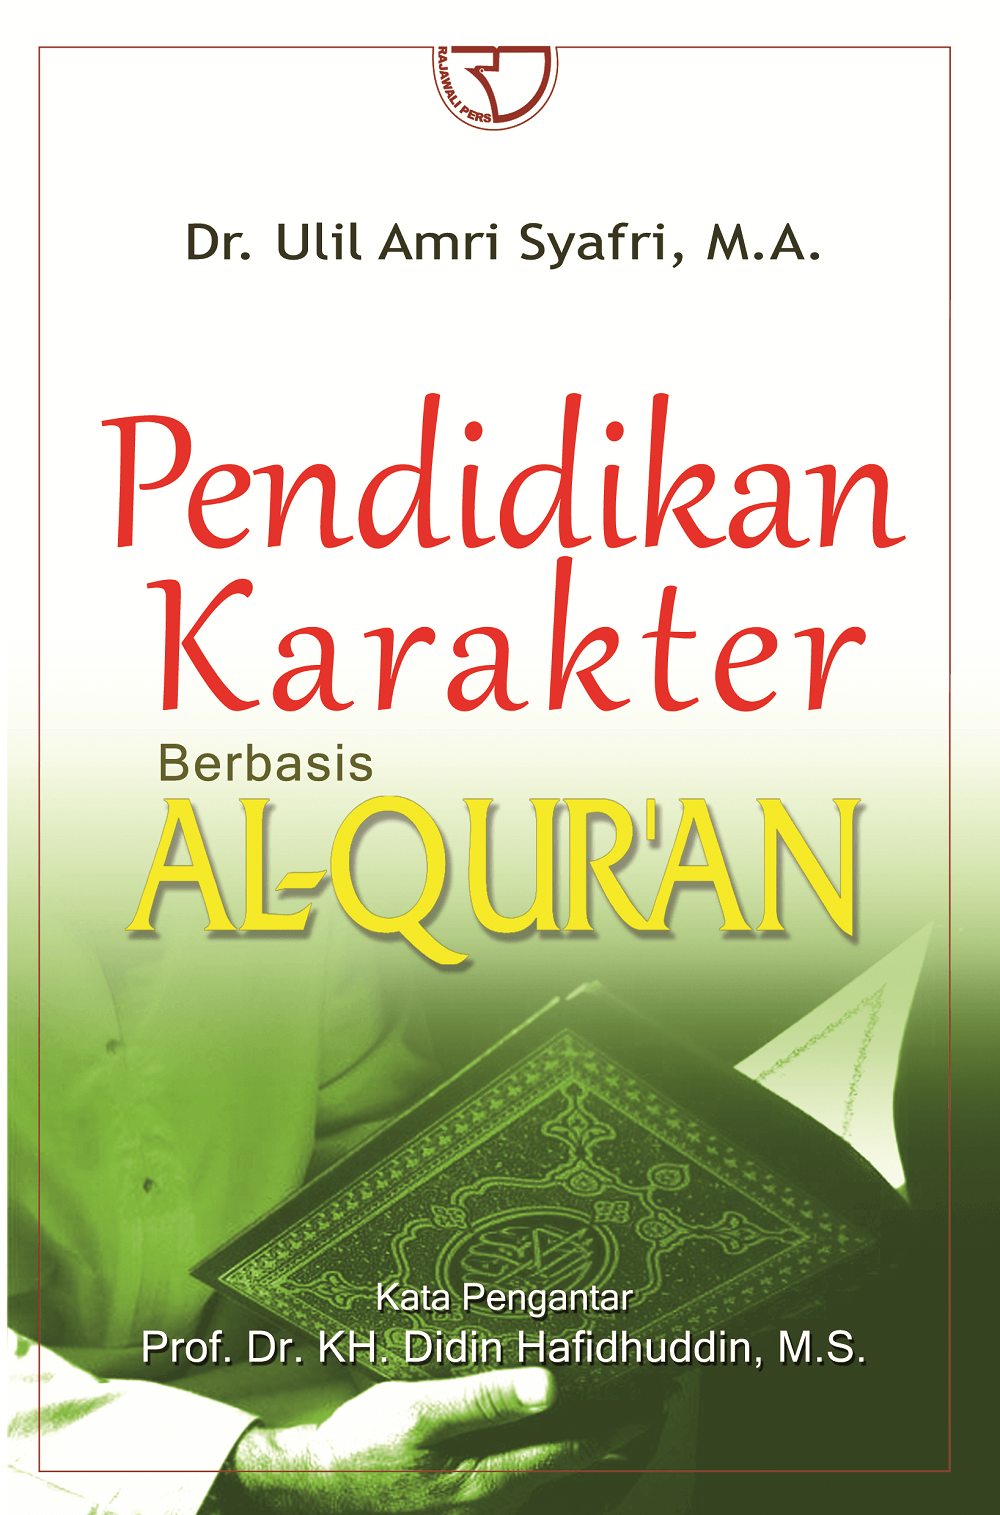 RAJAWALI PERS
Dr. Ulil Amri Syafri, M.A.
Pendidikan
Karakter
Berbasis
AL-QUR'AN
Kata Pengantar
Prof. Dr. KH. Didin Hafidhuddin, M.S.